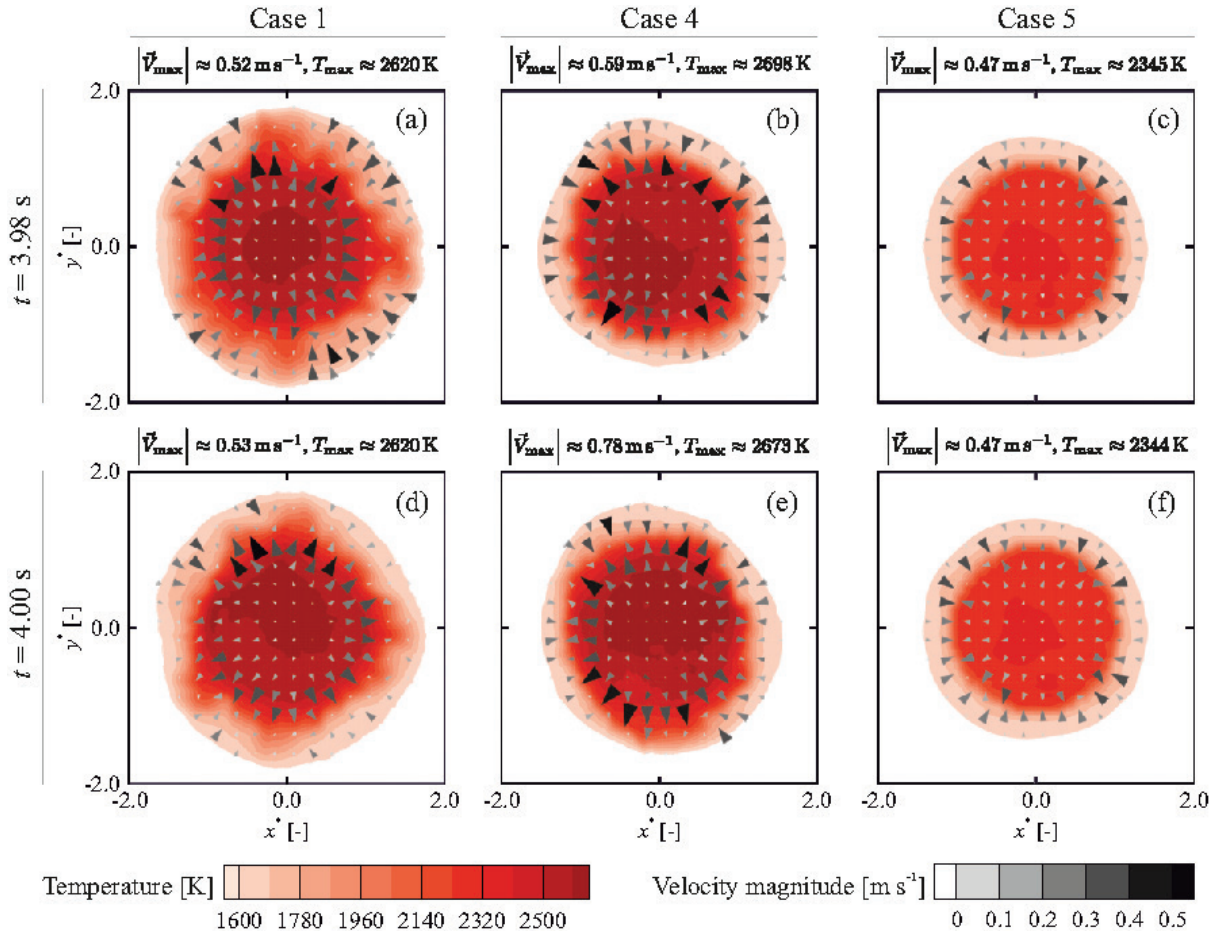 Case 1 Case 4 Case 5
|V⃗max| ≈ 0.52 m s⁻¹, Tmax ≈ 2620 K |V⃗max| ≈ 0.59 m s⁻¹, Tmax ≈ 2698 K |V⃗max| ≈ 0.47 m s⁻¹, Tmax ≈ 2345 K
2.0
(a) (b) (c)
t = 3.98 s
y* [-] 0.0
-2.0
|V⃗max| ≈ 0.53 m s⁻¹, Tmax ≈ 2620 K |V⃗max| ≈ 0.78 m s⁻¹, Tmax ≈ 2673 K |V⃗max| ≈ 0.47 m s⁻¹, Tmax ≈ 2344 K
2.0
(d) (e) (f)
t = 4.00 s
y* [-] 0.0
-2.0
-2.0 0.0 2.0 -2.0 0.0 2.0 -2.0 0.0 2.0
x* [-] x* [-] x* [-]
Temperature [K] Velocity magnitude [m s⁻¹]
1600 1780 1960 2140 2320 2500 0 0.1 0.2 0.3 0.4 0.5